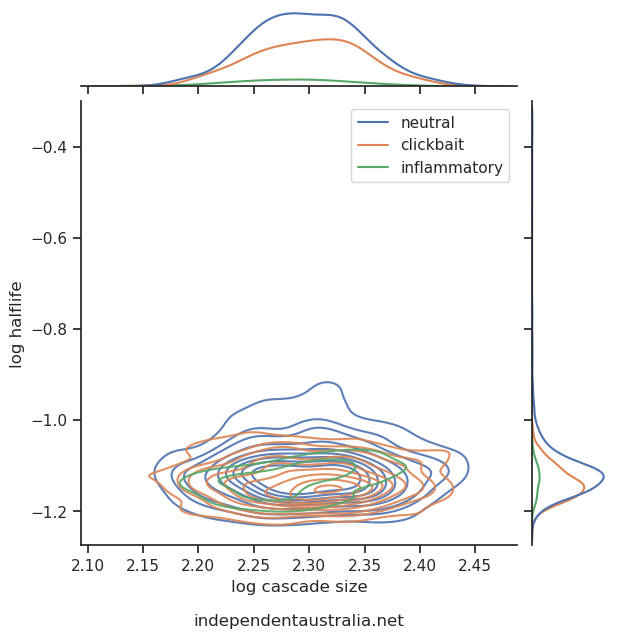 neutral
clickbait
inflammatory
−0.4
−0.6
−0.8
−1.0
−1.2
log halflife
2.10 2.15 2.20 2.25 2.30 2.35 2.40 2.45
log cascade size
independentaustralia.net